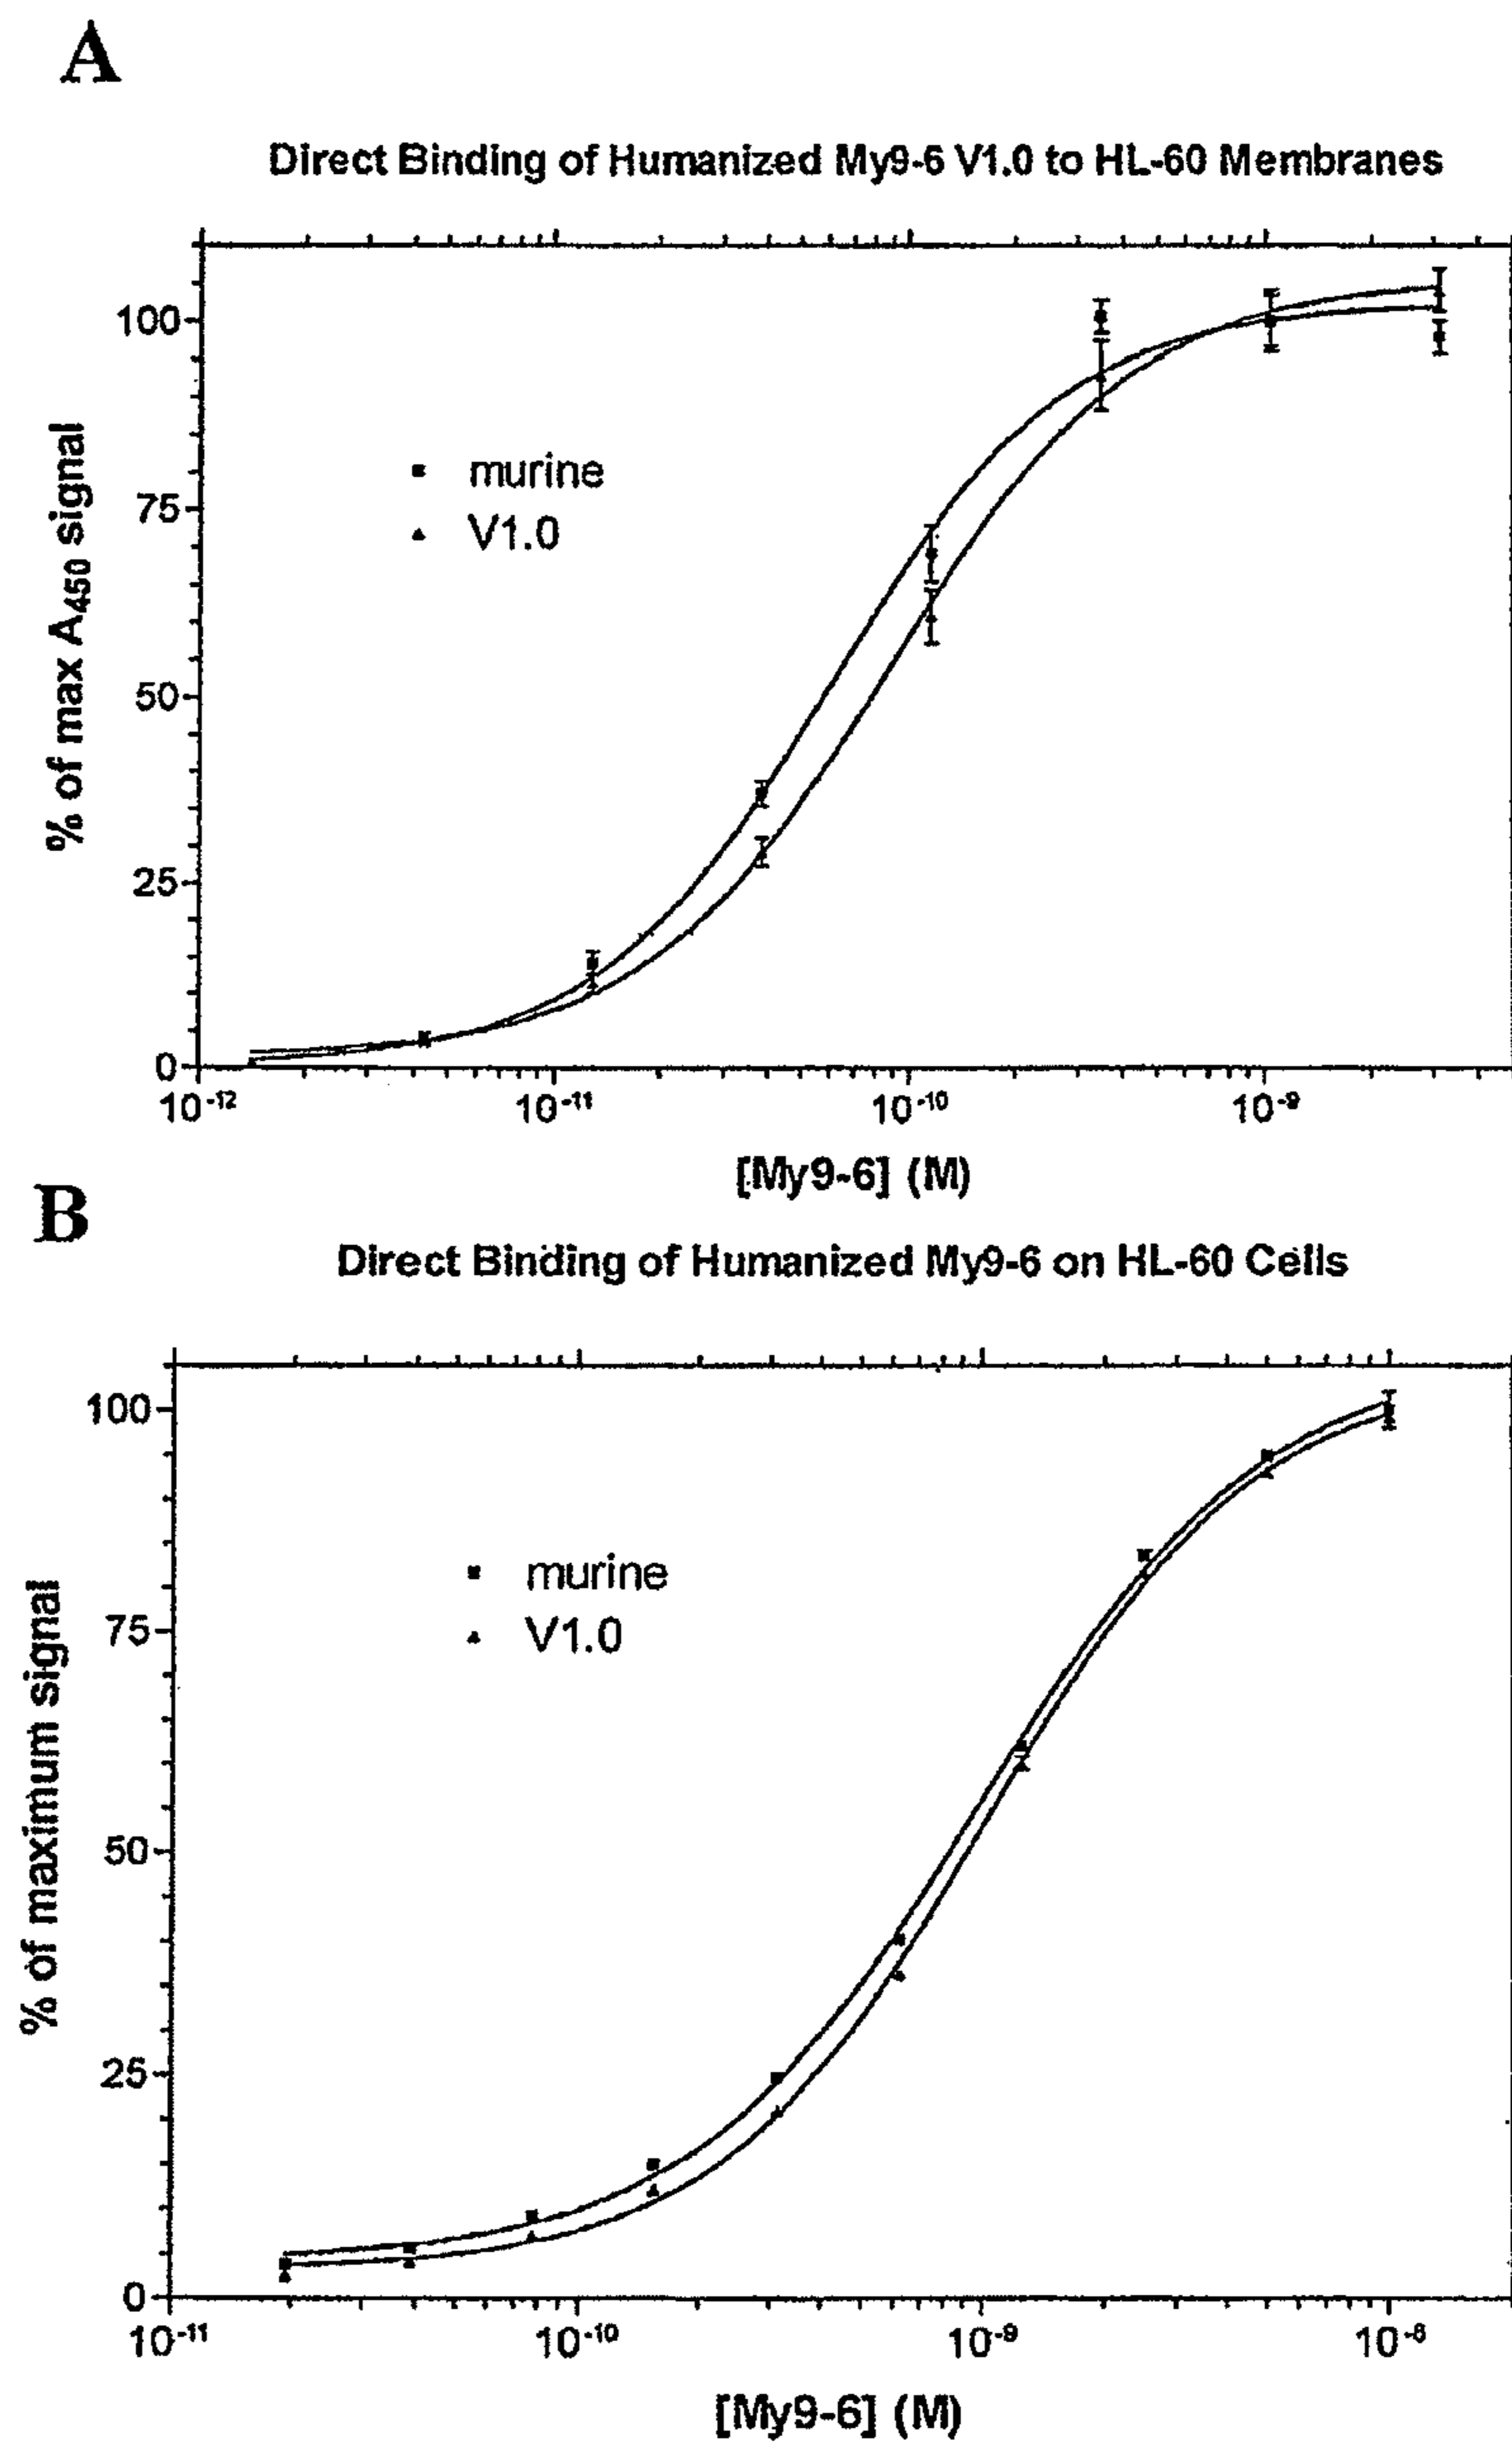 A
Direct Binding of Humanized My9-6 V1.0 to HL-60 Membranes
% of max A450 signal
100
75
50
25
0
murine
V1.0
10-12
10-11
10-10
10-9
[My9-6] (M)
B
Direct Binding of Humanized My9-6 on HL-60 Cells
% of maximum signal
100
75
50
25
0
murine
V1.0
10-11
10-10
10-9
10-8
[My9-6] (M)